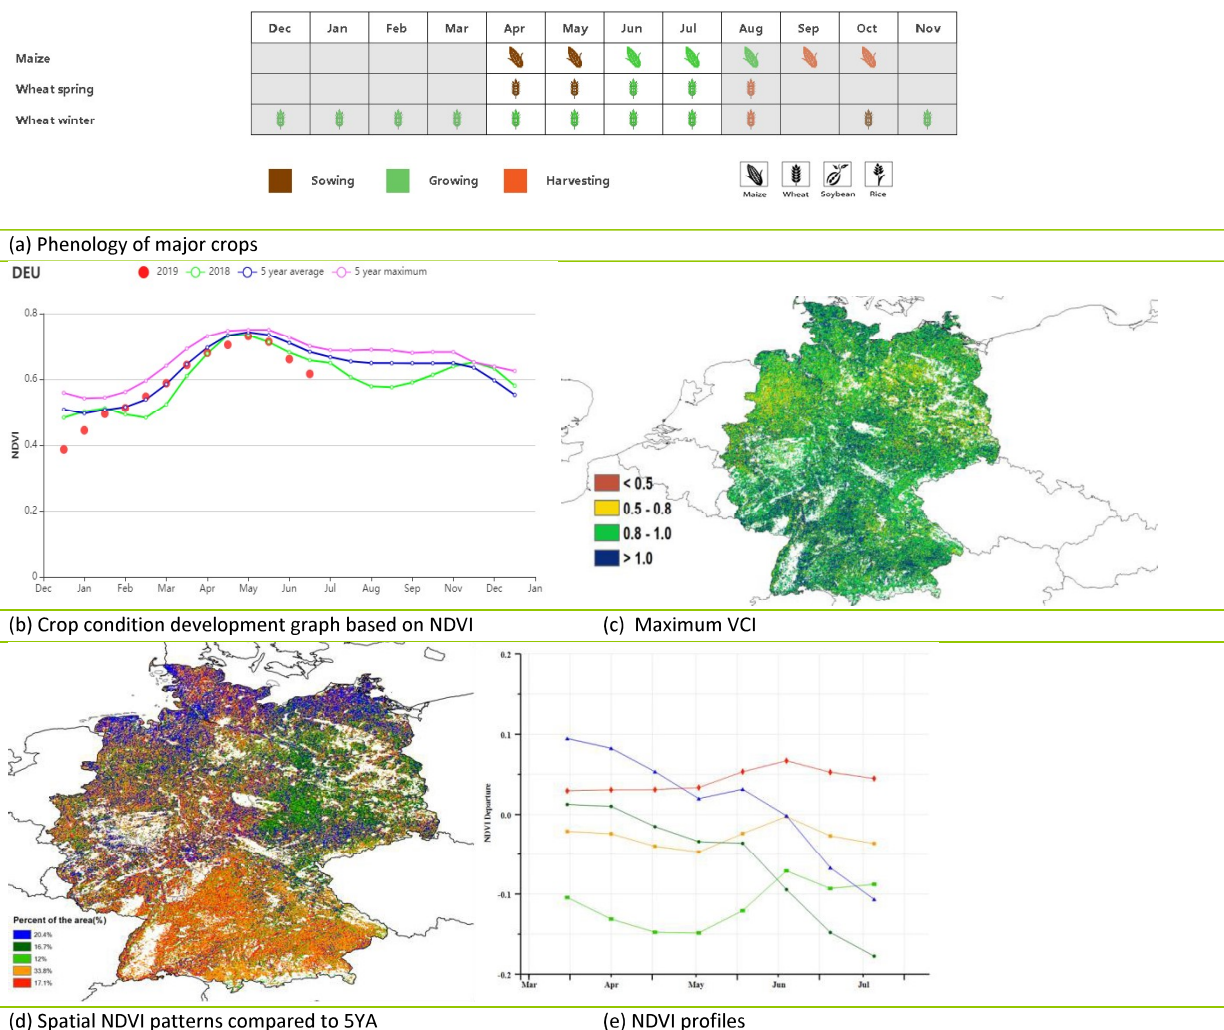 Dec Jan Feb Mar Apr May Jun Jul Aug Sep Oct Nov
Maize
Wheat spring
Wheat winter
Sowing Growing Harvesting
Maize Wheat Soybean Rice
(a) Phenology of major crops
DEU 2019 2018 5 year average 5 year maximum
0.8
0.6
0.4
0.2
0
NDVI
Dec Jan Feb Mar Apr May Jun Jul Aug Sep Oct Nov Dec Jan
< 0.5
0.5 - 0.8
0.8 - 1.0
> 1.0
(b) Crop condition development graph based on NDVI (c) Maximum VCI
Percent of the area(%)
20.4%
16.7%
12%
33.8%
17.1%
0.2
0.1
0.0
-0.1
-0.2
NDVI Departure
Mar Apr May Jun Jul
(d) Spatial NDVI patterns compared to 5YA (e) NDVI profiles